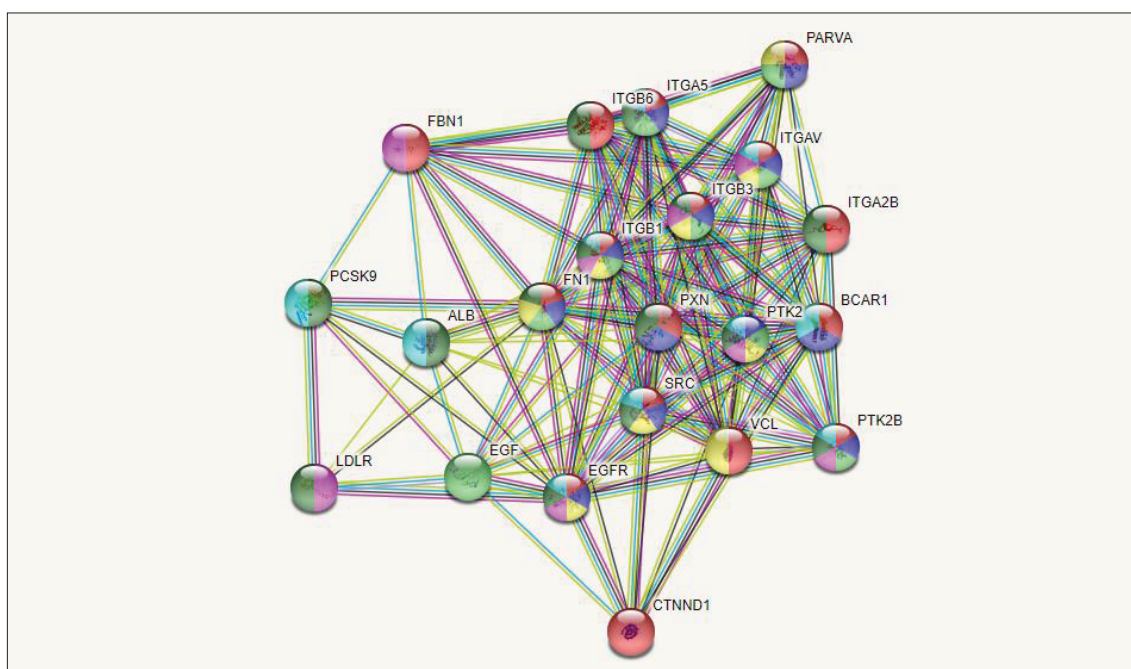 PARVA
ITGA5
ITGB6
FBN1
ITGAV
ITGB3
ITGA2B
ITGB1
PCSK9
FN1
BCAR1
PXN
PTK2
ALB
SRC
VCL
PTK2B
EGF
EGFR
LDLR
CTNND1